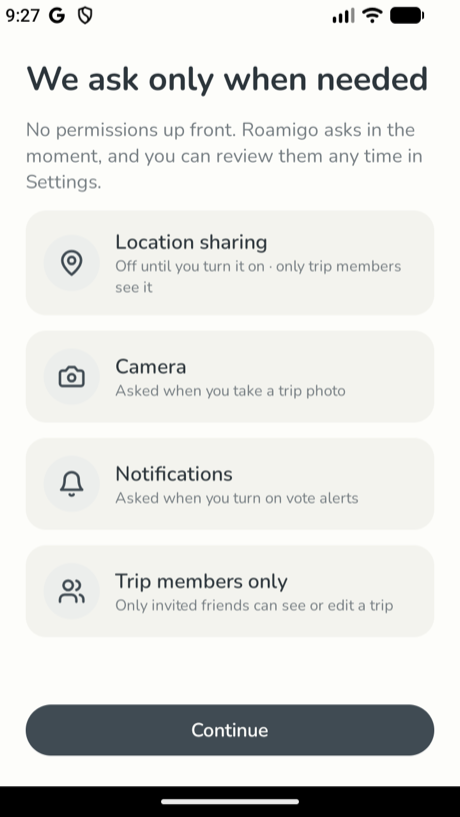 9:27
We ask only when needed
No permissions up front. Roamigo asks in the
moment, and you can review them any time in
Settings.
Location sharing
Off until you turn it on · only trip members
see it
Camera
Asked when you take a trip photo
Notifications
Asked when you turn on vote alerts
Trip members only
Only invited friends can see or edit a trip
Continue